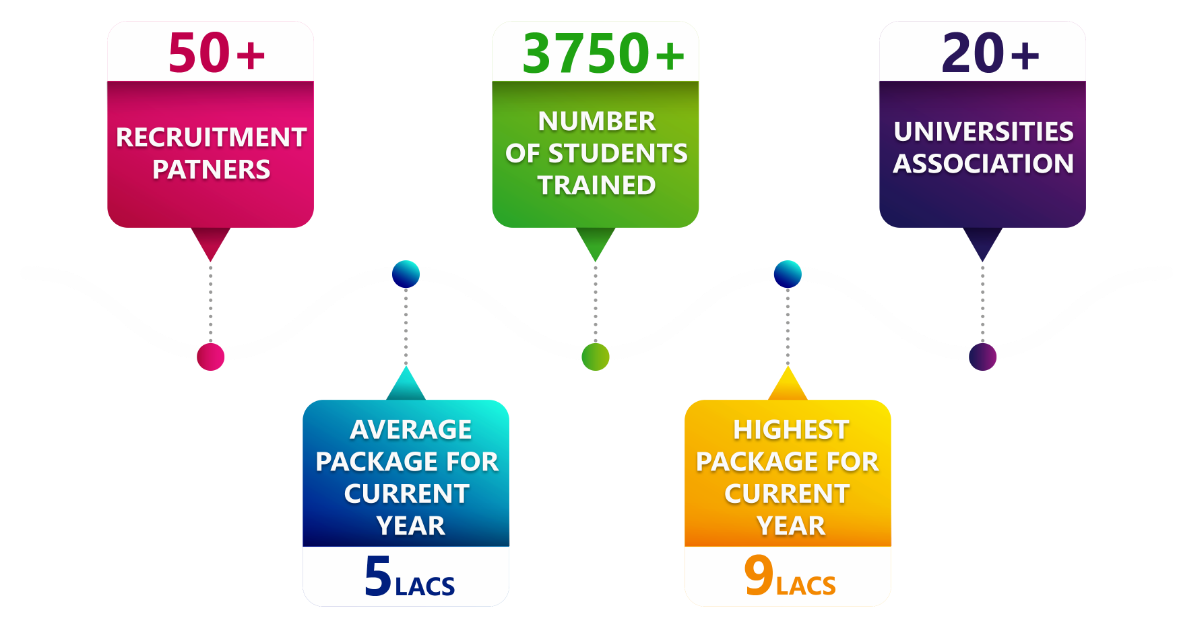 50+
RECRUITMENT
PATNERS
3750+
NUMBER
OF STUDENTS
TRAINED
20+
UNIVERSITIES
ASSOCIATION
AVERAGE
PACKAGE FOR
CURRENT
YEAR
5LACS
HIGHEST
PACKAGE FOR
CURRENT
YEAR
9LACS